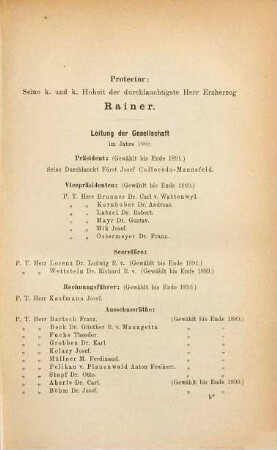 Protector:
Seine k. und k. Hoheit der durchlauchtigste Herr Erzherzog
Rainer.
Leitung der Gesellschaft
im Jahre 1889.
Präsident: (Gewählt bis Ende 1891.)
Seine Durchlaucht Fürst Josef Colloredo-Mannsfeld.
Vicepräsidenten: (Gewählt bis Ende 1889.)
P. T. Herr Brunner Dr. Carl v. Wattenwyl.
„ „ Kornhuber Dr. Andreas.
„ „ Latzel Dr. Robert.
„ „ Mayr Dr. Gustav.
„ „ Mik Josef.
„ „ Ostermeyer Dr. Franz.
Secretäre:
P. T. Herr Lorenz Dr. Ludwig R. v. (Gewählt bis Ende 1891.)
„ „ Wettstein Dr. Richard R. v. (Gewählt bis Ende 1889.)
Rechnungsführer: (Gewählt bis Ende 1893)
P. T. Herr Kaufmann Josef.
Ausschussräthe:
P. T. Herr Bartsch Franz. (Gewählt bis Ende 1889.)
„ „ Beck Dr. Günther R. v. Managetta „ „
„ „ Fuchs Theodor. „ „
„ „ Grobben Dr. Karl. „ „
„ „ Kolazy Josef. „ „
„ „ Müllner M. Ferdinand. „ „
„ „ Pelikan v. Plauenwald Anton Freiherr. „ „
„ „ Stapf Dr. Otto. „ „
„ „ Aberle Dr. Carl. (Gewählt bis Ende 1890.)
„ „ Böhm Dr. Josef. „ „
b*